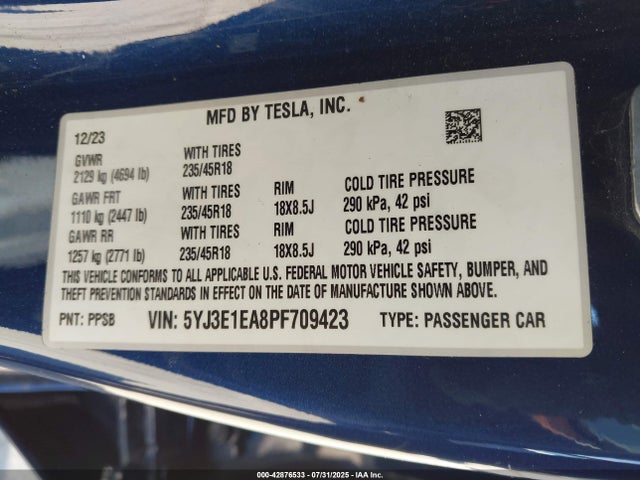 MFD BY TESLA, INC.
12/23
GVWR WITH TIRES
2129 kg (4694 lb) 235/45R18
GAWR FRT WITH TIRES RIM COLD TIRE PRESSURE
1110 kg (2447 lb) 235/45R18 18X8.5J 290 kPa, 42 psi
GAWR RR WITH TIRES RIM COLD TIRE PRESSURE
1257 kg (2771 lb) 235/45R18 18X8.5J 290 kPa, 42 psi
THIS VEHICLE CONFORMS TO ALL APPLICABLE U.S. FEDERAL MOTOR VEHICLE SAFETY, BUMPER, AND
THEFT PREVENTION STANDARDS IN EFFECT ON THE DATE OF MANUFACTURE SHOWN ABOVE.
PNT: PPSB VIN: 5YJ3E1EA8PF709423 TYPE: PASSENGER CAR
000-42876533 - 07/31/2025 - IAA Inc.